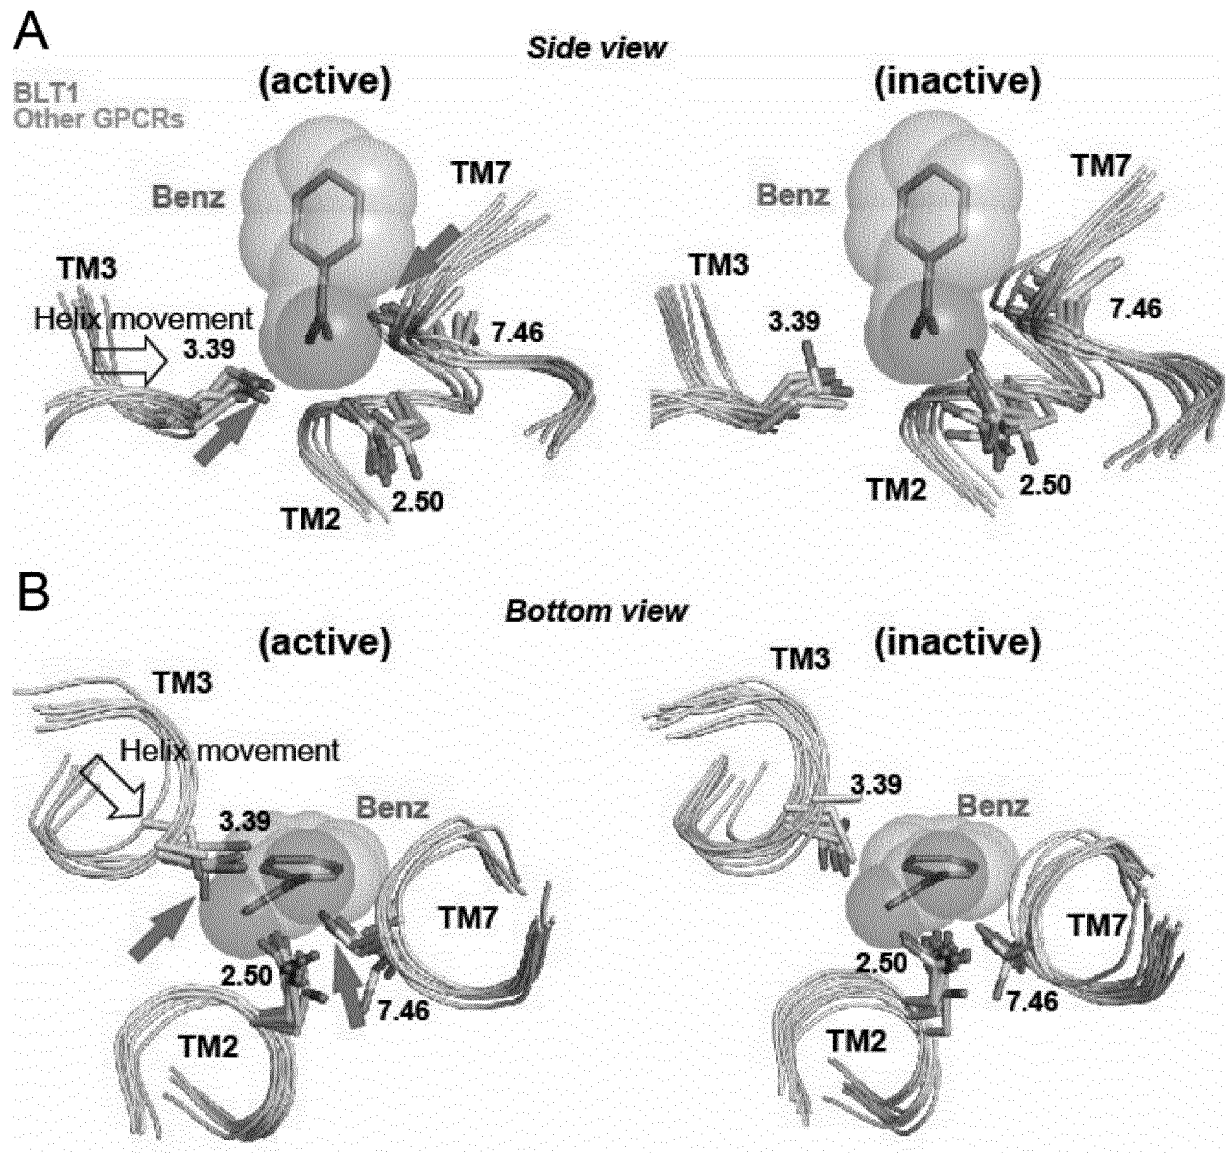 A
Side view
(active)
(inactive)
BLT1
Other GPCRs
TM7
TM7
Benz
Benz
TM3
TM3
Helix movement
3.39
7.46
3.39
7.46
2.50
TM2
2.50
TM2
B
Bottom view
(active)
(inactive)
TM3
TM3
Helix movement
3.39
Benz
3.39
Benz
TM7
TM7
2.50
7.46
2.50
7.46
TM2
TM2